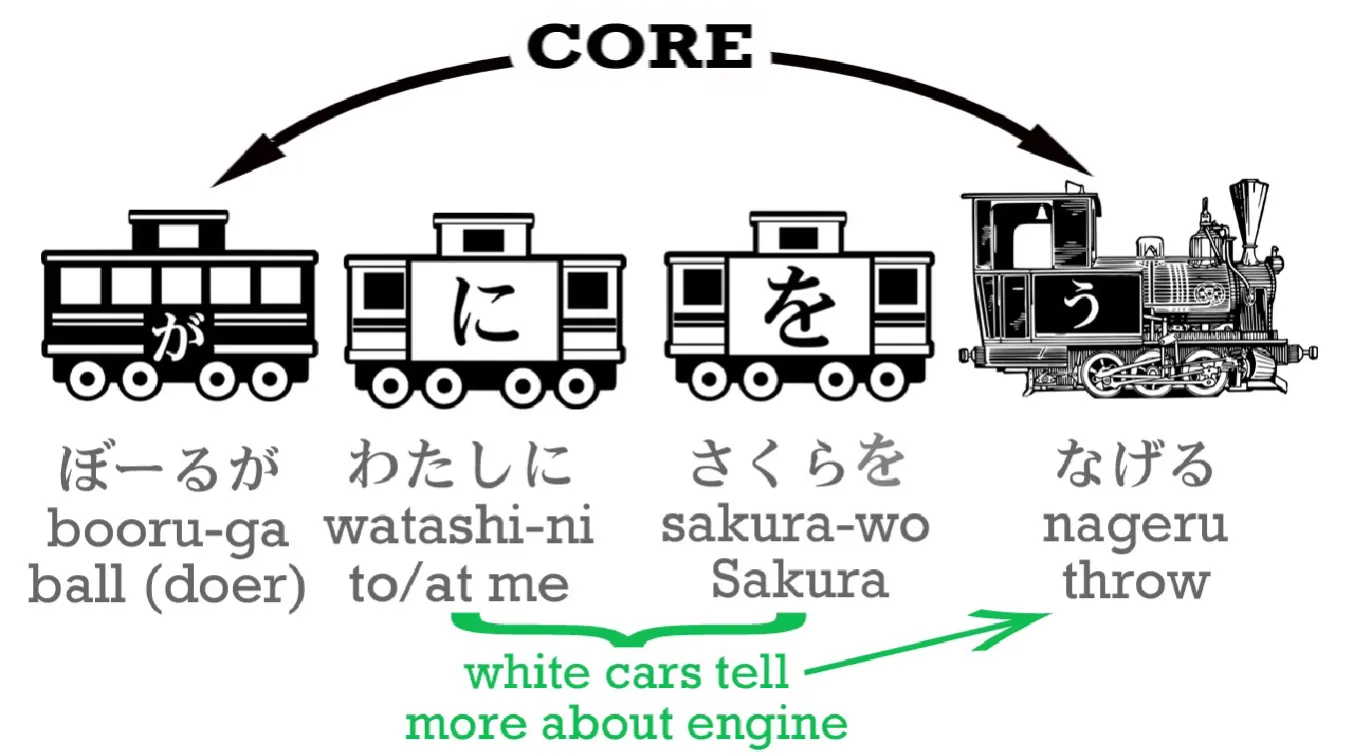 CORE
が に を う
ぼーるが わたしに さくらを なげる
booru-ga watashi-ni sakura-wo nageru
ball (doer) to/at me Sakura throw
white cars tell
more about engine